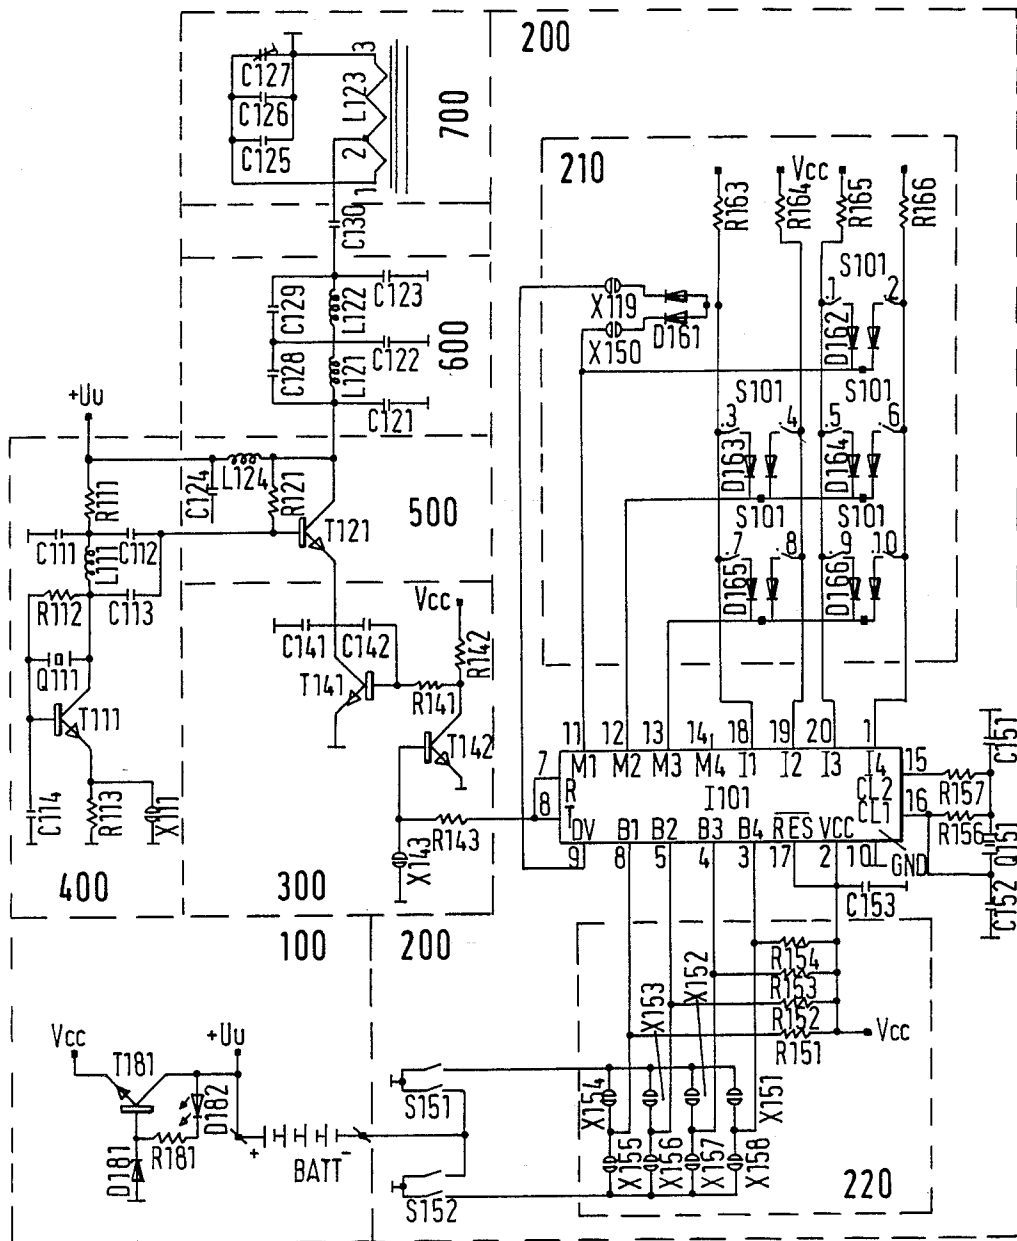 200
C127
C126
C125
3
L123
2
1
700
C130
210
Vcc
R163
R164
R165
R166
S101
.1
2
D162
X119
X150
D161
C129
L122
C123
C128
L121
C122
C121
600
S101
S101
.3
.4
.5
.6
D163
D164
+Uu
R111
C124
L124
R121
T121
500
C111
C112
L111
R112
C113
Q111
T111
C114
R113
X111
400
S101
S101
.7
.8
9
10
D165
D166
Vcc
C141
C142
R142
T141
R141
T142
R143
X143
300
11
12
13
14
18
19
20
1
M1
M2
M3
M4
I1
I2
I3
I4
7
8
R
T
I101
CL2
CL1
15
16
DV
B1
B2
B3
B4
RES
VCC
9
8
5
4
3
17
2
10
GND
R157
R156
C151
Q151
C152
C153
100
200
R154
R153
R152
R151
Vcc
X153
X152
Vcc
+Uu
T181
D182
R181
D181
+
BATT
-
S151
S152
X154
X151
X155
X156
X157
X158
220